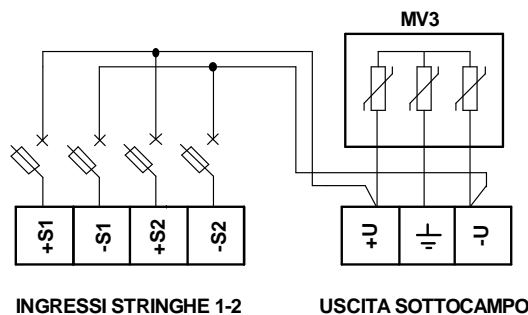 MV3
+S1
-S1
+S2
-S2
+U
-U
INGRESSI STRINGHE 1-2
USCITA SOTTOCAMPO